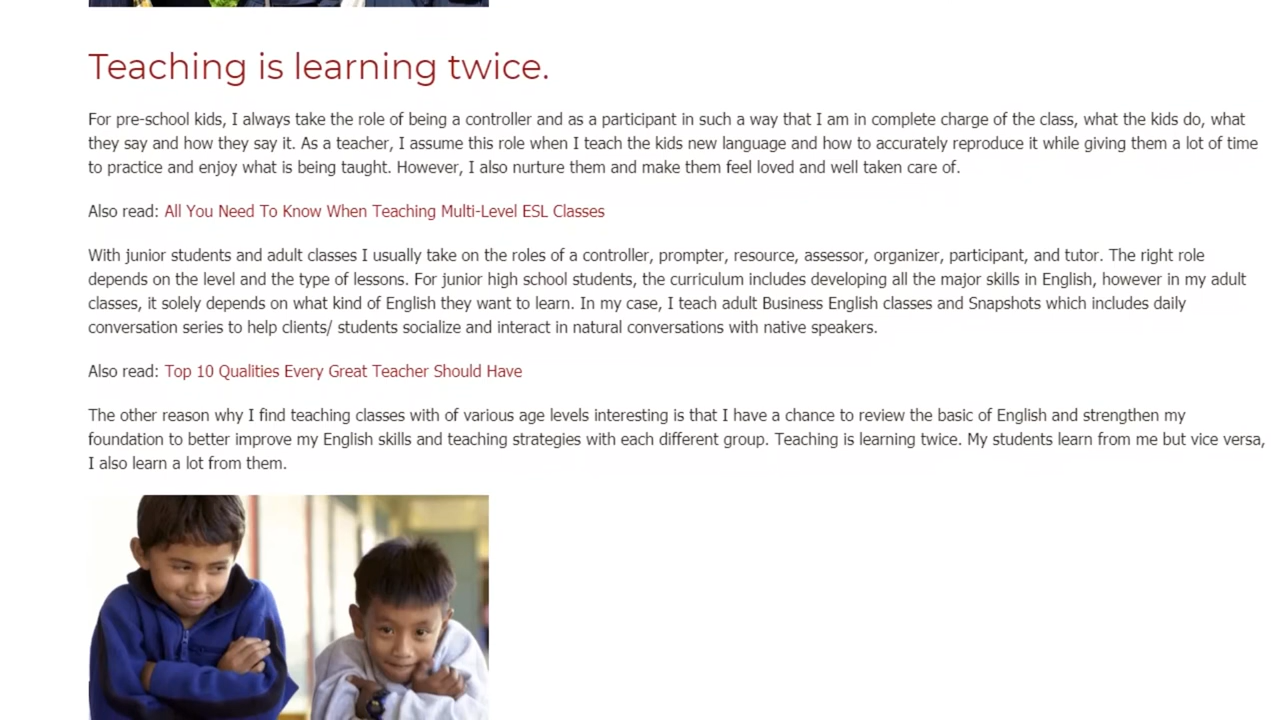 Teaching is learning twice.
For pre-school kids, I always take the role of being a controller and as a participant in such a way that I am in complete charge of the class, what the kids do, what
they say and how they say it. As a teacher, I assume this role when I teach the kids new language and how to accurately reproduce it while giving them a lot of time
to practice and enjoy what is being taught. However, I also nurture them and make them feel loved and well taken care of.
Also read: All You Need To Know When Teaching Multi-Level ESL Classes
With junior students and adult classes I usually take on the roles of a controller, prompter, resource, assessor, organizer, participant, and tutor. The right role
depends on the level and the type of lessons. For junior high school students, the curriculum includes developing all the major skills in English, however in my adult
classes, it solely depends on what kind of English they want to learn. In my case, I teach adult Business English classes and Snapshots which includes daily
conversation series to help clients/ students socialize and interact in natural conversations with native speakers.
Also read: Top 10 Qualities Every Great Teacher Should Have
The other reason why I find teaching classes with of various age levels interesting is that I have a chance to review the basic of English and strengthen my
foundation to better improve my English skills and teaching strategies with each different group. Teaching is learning twice. My students learn from me but vice versa,
I also learn a lot from them.